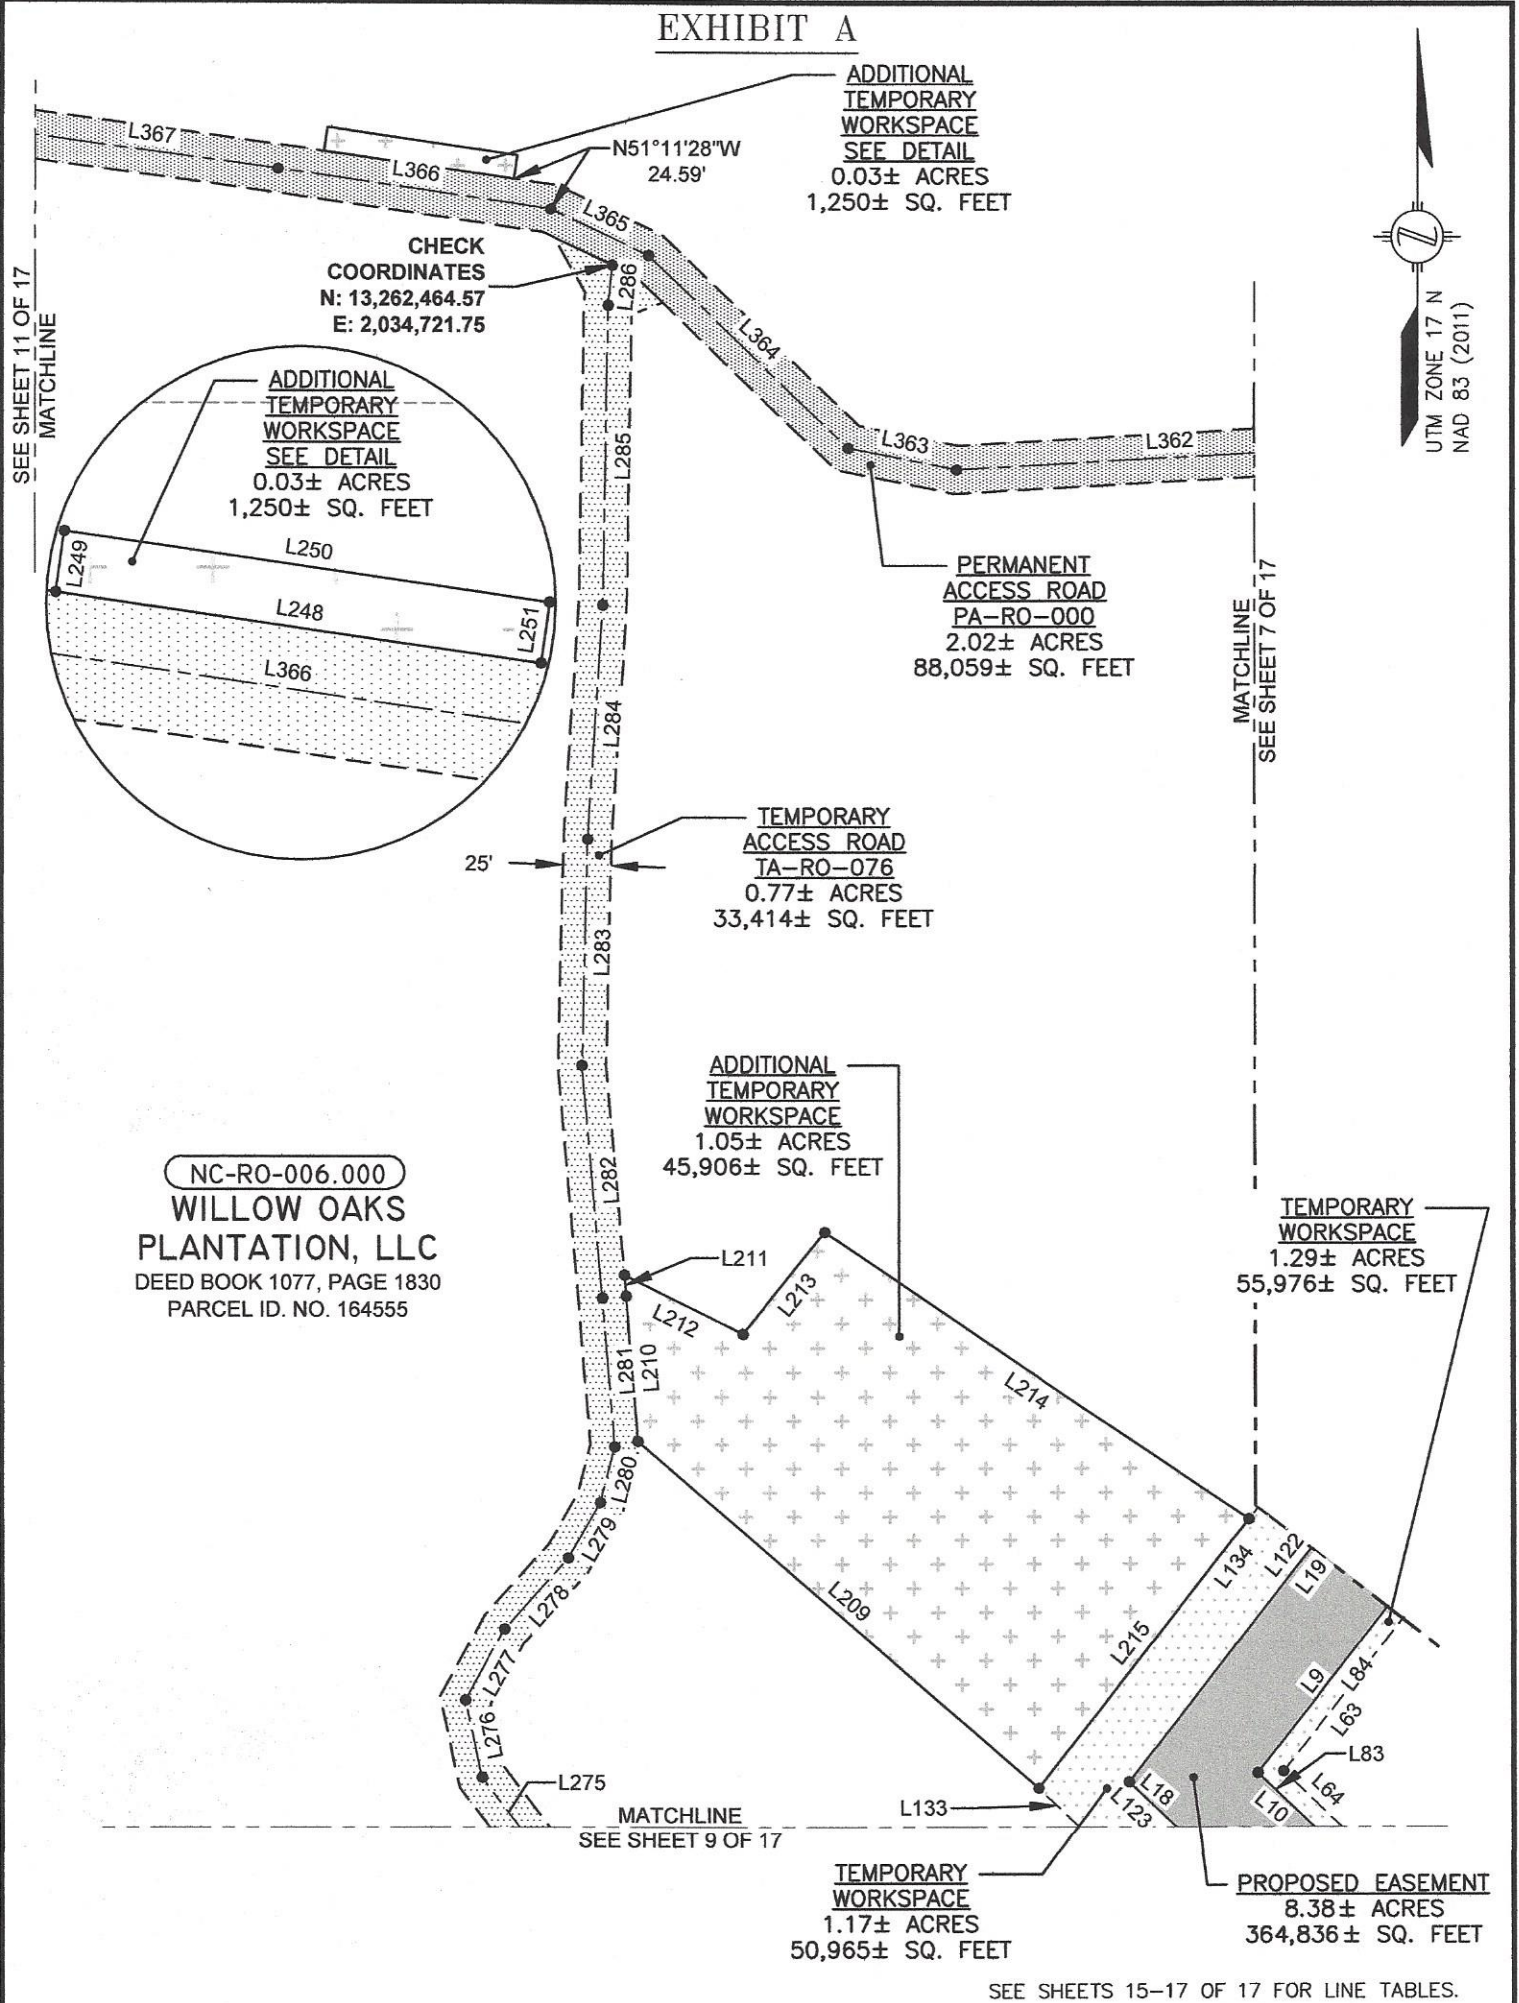 EXHIBIT A
ADDITIONAL
TEMPORARY
WORKSPACE
SEE DETAIL
0.03± ACRES
1,250± SQ. FEET
L367
L366
N51°11'28"W
24.59'
L365
CHECK
COORDINATES
N: 13,262,464.57
E: 2,034,721.75
L286
L364
SEE SHEET 11 OF 17
MATCHLINE
UTM ZONE 17 N
NAD 83 (2011)
ADDITIONAL
TEMPORARY
WORKSPACE
SEE DETAIL
0.03± ACRES
1,250± SQ. FEET
L249
L250
L248
L251
L366
L285
L363
L362
PERMANENT
ACCESS ROAD
PA-RO-000
2.02± ACRES
88,059± SQ. FEET
MATCHLINE
SEE SHEET 7 OF 17
L284
TEMPORARY
ACCESS ROAD
TA-RO-076
0.77± ACRES
33,414± SQ. FEET
25'
L283
ADDITIONAL
TEMPORARY
WORKSPACE
1.05± ACRES
45,906± SQ. FEET
NC-RO-006.000
WILLOW OAKS
PLANTATION, LLC
DEED BOOK 1077, PAGE 1830
PARCEL ID. NO. 164555
L282
L211
L212
L213
TEMPORARY
WORKSPACE
1.29± ACRES
55,976± SQ. FEET
L281
L210
L214
L280
L279
L278
L277
L276
L275
L209
L215
L134
L122
L19
L9
L84
L63
L83
L64
L10
L18
L123
L133
MATCHLINE
SEE SHEET 9 OF 17
TEMPORARY
WORKSPACE
1.17± ACRES
50,965± SQ. FEET
PROPOSED EASEMENT
8.38± ACRES
364,836± SQ. FEET
SEE SHEETS 15-17 OF 17 FOR LINE TABLES.